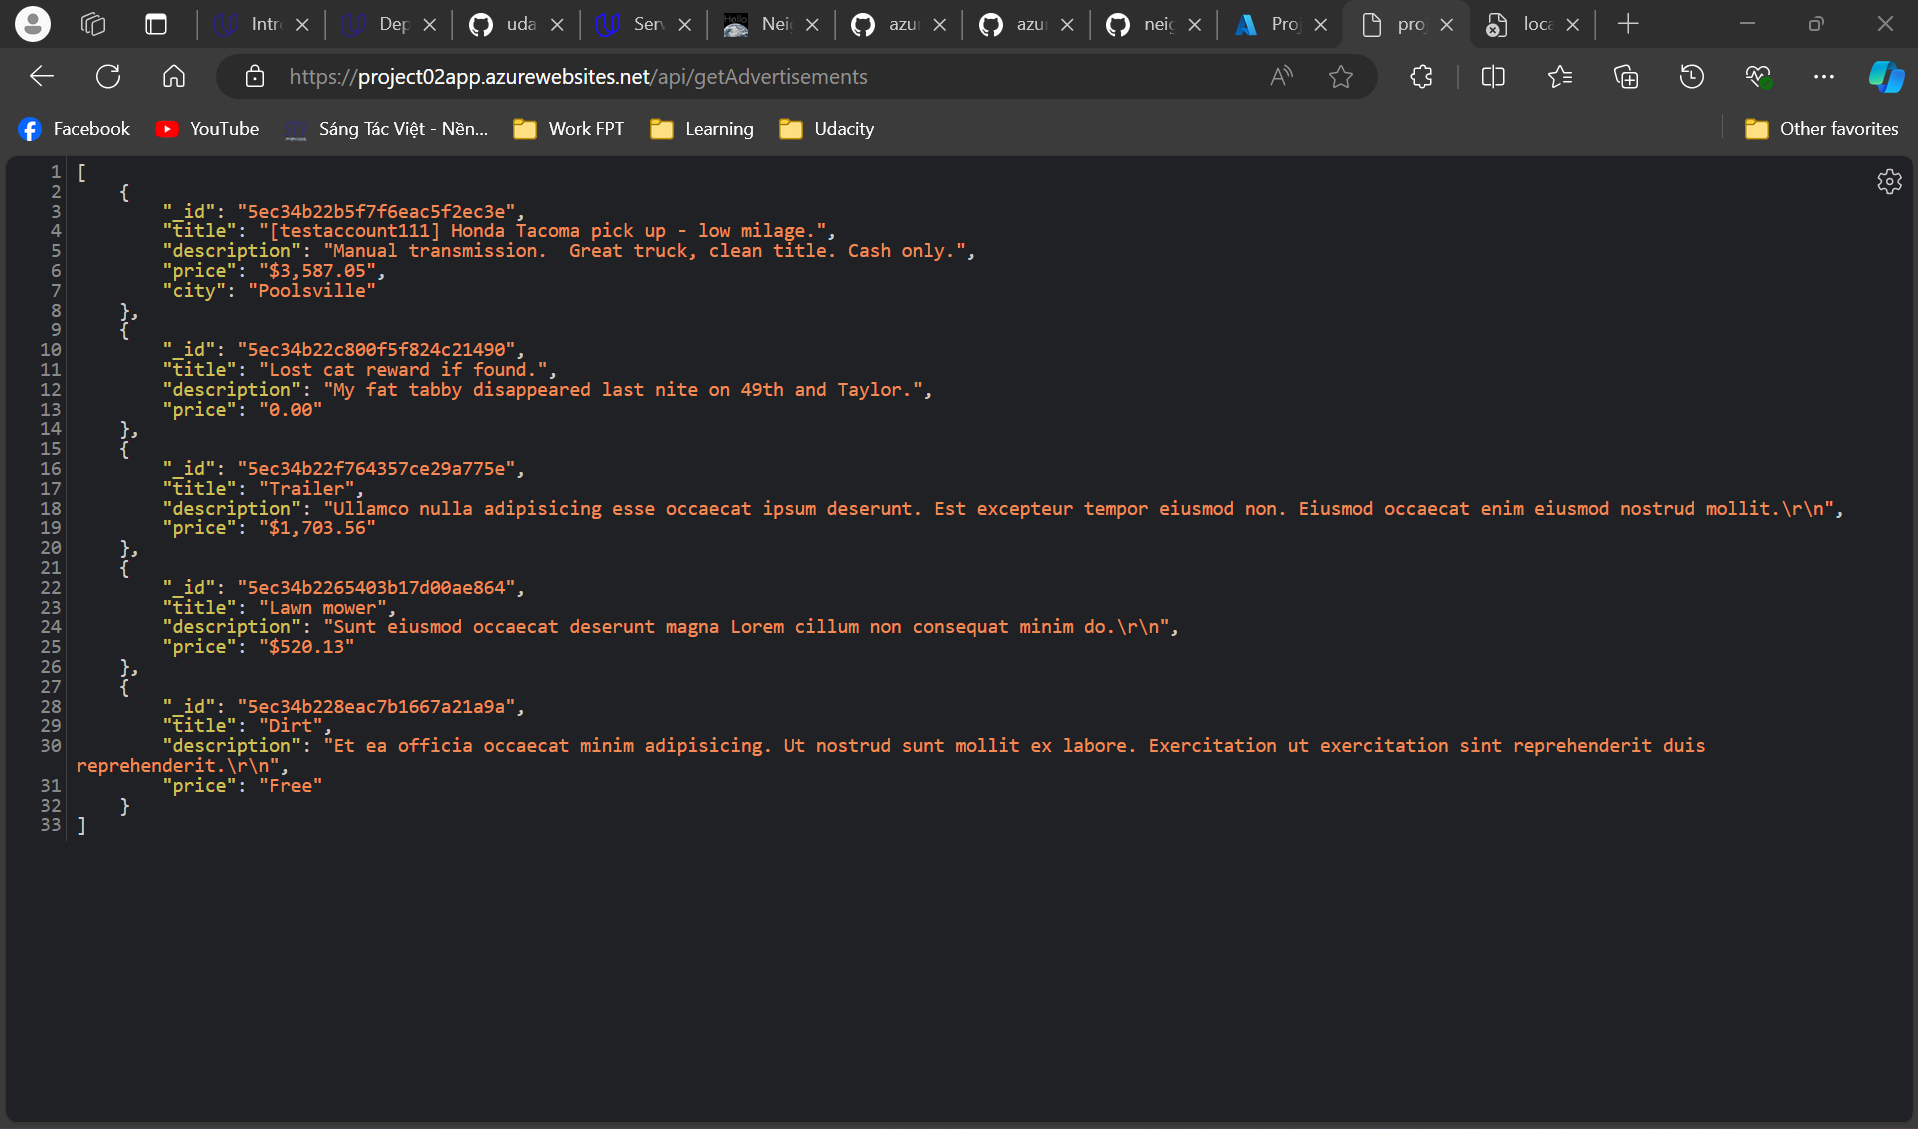 Intr
Dep
uda
Serv
Neig
azu
azu
neig
Proj
proj
loca
https://project02app.azurewebsites.net/api/getAdvertisements
Facebook YouTube Sáng Tác Việt - Nền... Work FPT Learning Udacity Other favorites
1 [
2 {
3 "_id": "5ec34b22b5f7f6eac5f2ec3e",
4 "title": "[testaccount111] Honda Tacoma pick up - low milage.",
5 "description": "Manual transmission.  Great truck, clean title. Cash only.",
6 "price": "$3,587.05",
7 "city": "Poolsville"
8 },
9 {
10 "_id": "5ec34b22c800f5f824c21490",
11 "title": "Lost cat reward if found.",
12 "description": "My fat tabby disappeared last nite on 49th and Taylor.",
13 "price": "0.00"
14 },
15 {
16 "_id": "5ec34b22f764357ce29a775e",
17 "title": "Trailer",
18 "description": "Ullamco nulla adipisicing esse occaecat ipsum deserunt. Est excepteur tempor eiusmod non. Eiusmod occaecat enim eiusmod nostrud mollit.\r\n",
19 "price": "$1,703.56"
20 },
21 {
22 "_id": "5ec34b2265403b17d00ae864",
23 "title": "Lawn mower",
24 "description": "Sunt eiusmod occaecat deserunt magna Lorem cillum non consequat minim do.\r\n",
25 "price": "$520.13"
26 },
27 {
28 "_id": "5ec34b228eac7b1667a21a9a",
29 "title": "Dirt",
30 "description": "Et ea officia occaecat minim adipisicing. Ut nostrud sunt mollit ex labore. Exercitation ut exercitation sint reprehenderit duis
reprehenderit.\r\n",
31 "price": "Free"
32 }
33 ]